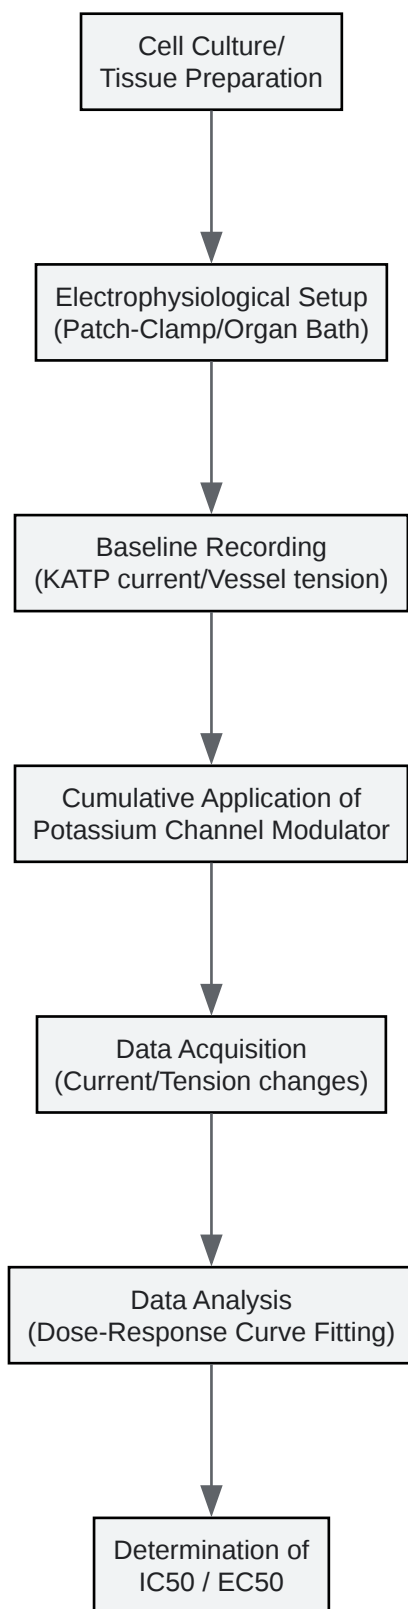 Cell Culture/
Tissue Preparation
Electrophysiological Setup
(Patch-Clamp/Organ Bath)
Baseline Recording
(KATP current/Vessel tension)
Cumulative Application of
Potassium Channel Modulator
Data Acquisition
(Current/Tension changes)
Data Analysis
(Dose-Response Curve Fitting)
Determination of
IC50 / EC50